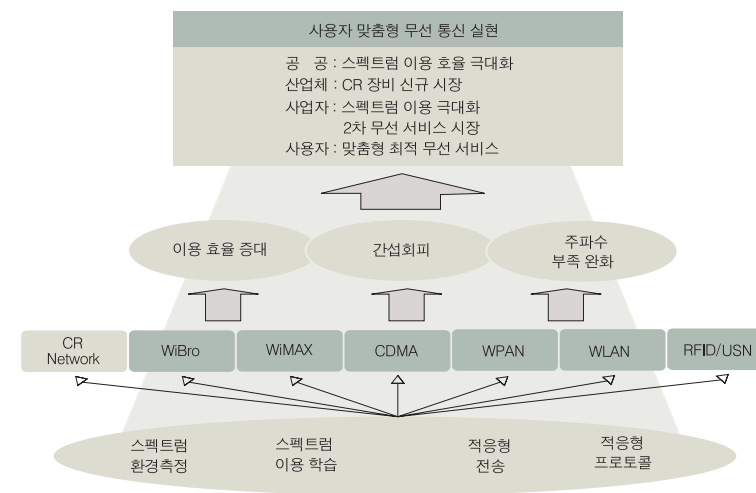 사용자 맞춤형 무선 통신 실현
공 공 : 스펙트럼 이용 효율 극대화
산업체 : CR 장비 신규 시장
사업자 : 스펙트럼 이용 극대화
2차 무선 서비스 시장
사용자 : 맞춤형 최적 무선 서비스
이용 효율 증대
간섭회피
주파수
부족 완화
CR
Network
WiBro
WiMAX
CDMA
WPAN
WLAN
RFID/USN
스펙트럼
환경측정
스펙트럼
이용 학습
적응형
전송
적응형
프로토콜